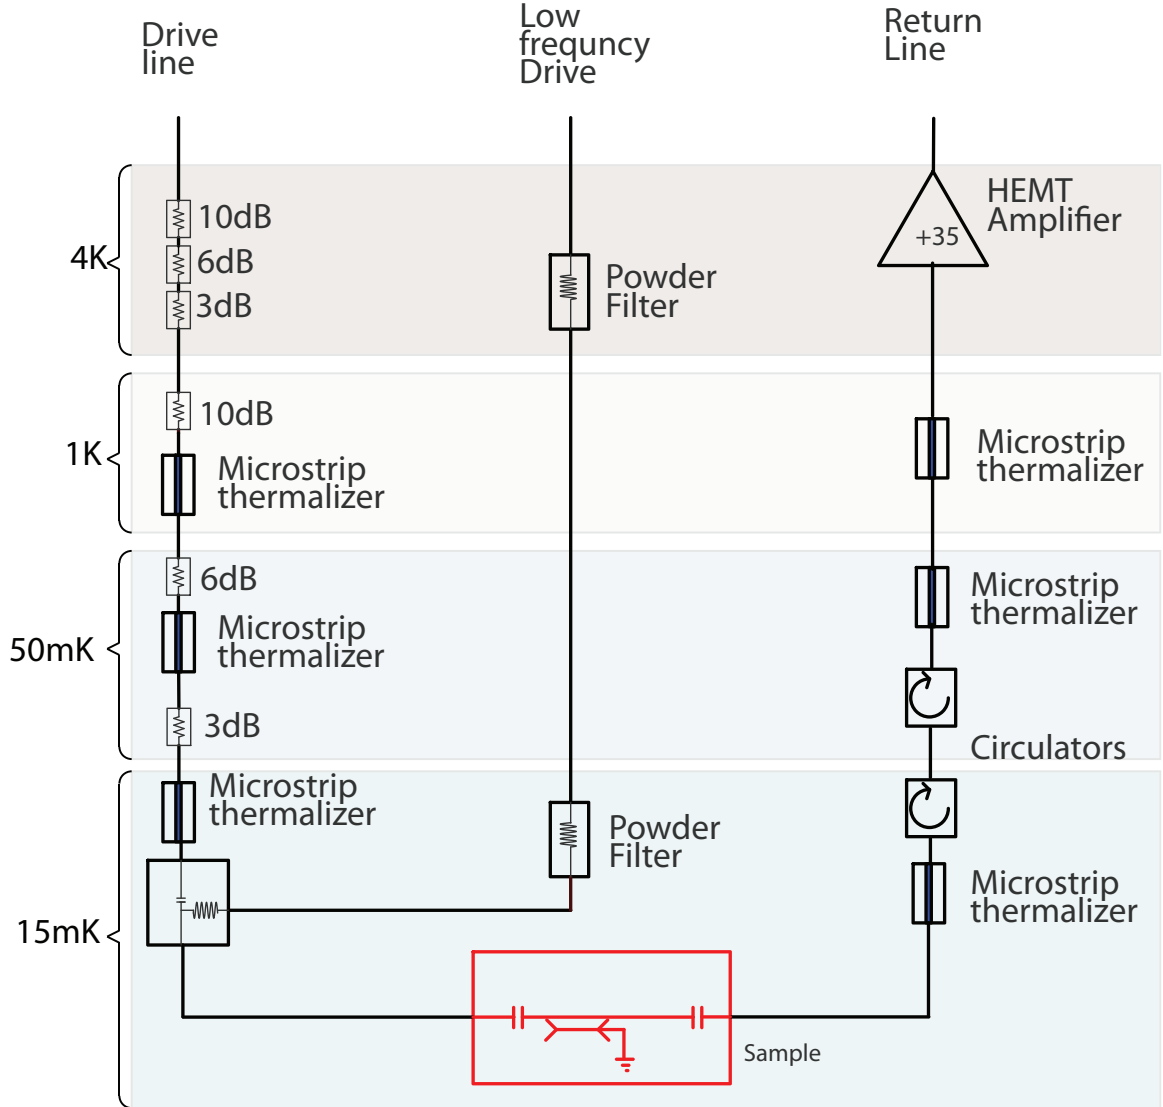 Drive
line
Low
frequncy
Drive
Return
Line
4K
10dB
6dB
3dB
Powder
Filter
HEMT
Amplifier
+35
1K
10dB
Microstrip
thermalizer
Microstrip
thermalizer
50mK
6dB
Microstrip
thermalizer
3dB
Microstrip
thermalizer
Circulators
15mK
Microstrip
thermalizer
Powder
Filter
Microstrip
thermalizer
Sample